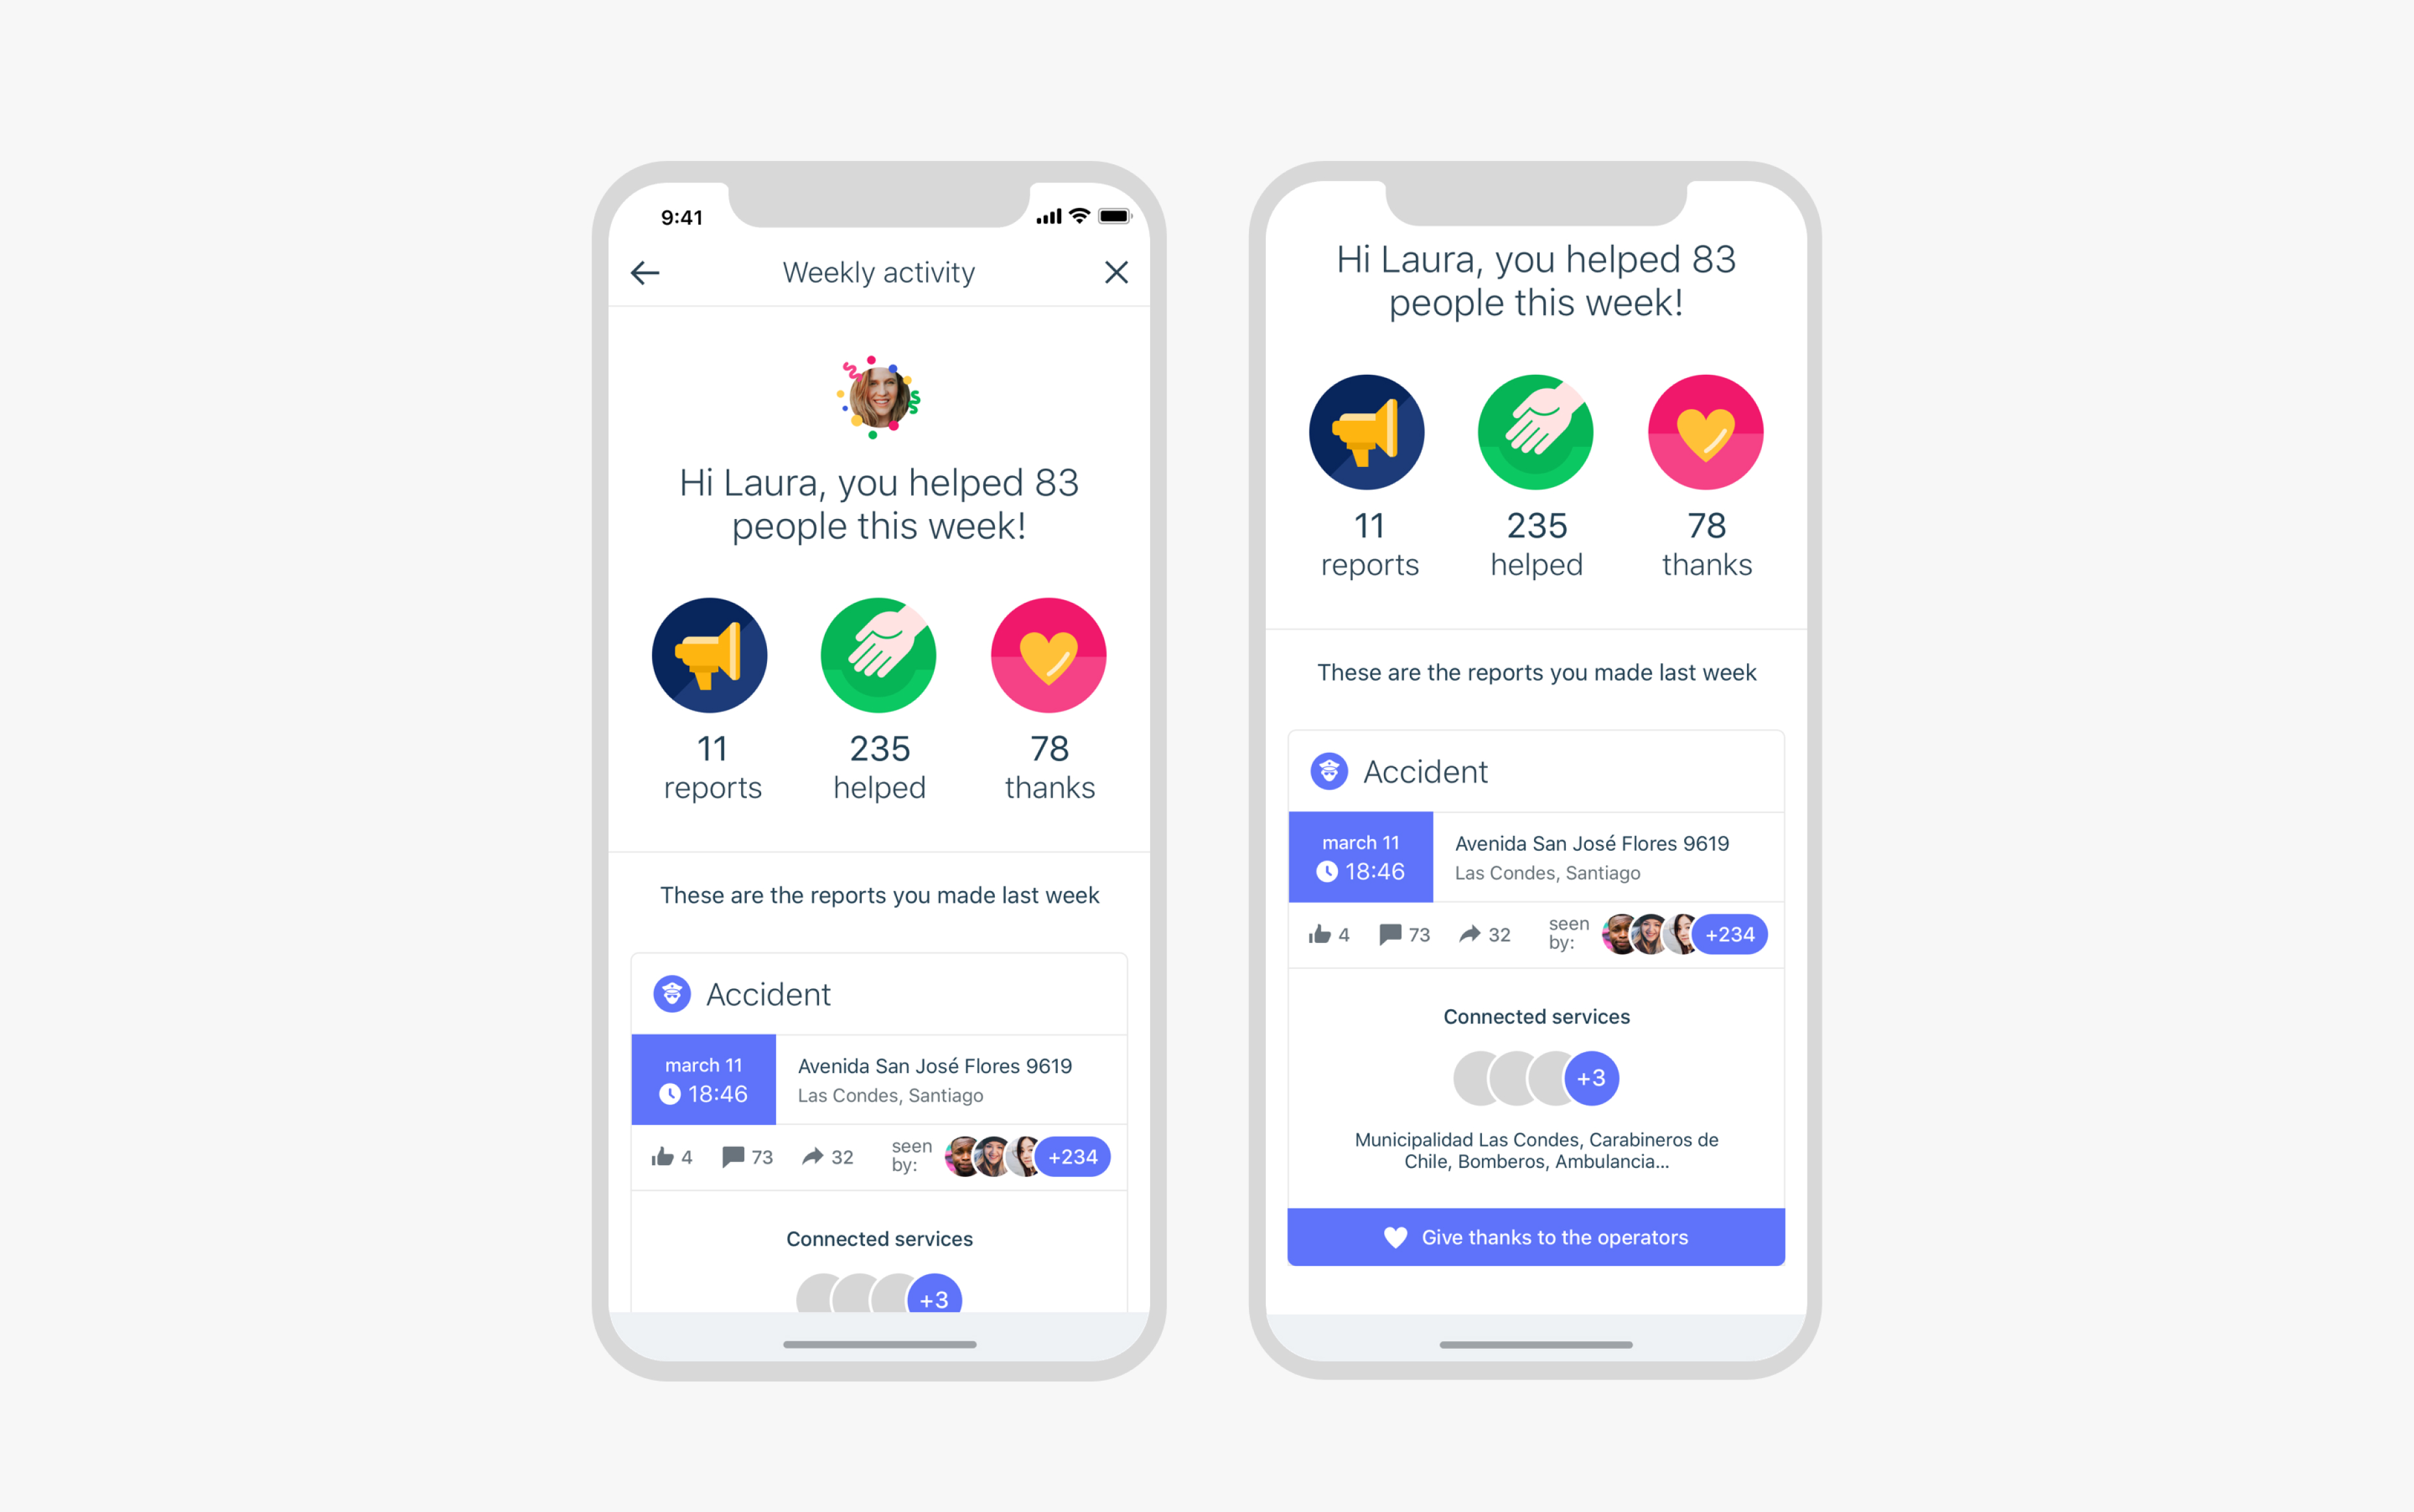 9:41
Weekly activity
Hi Laura, you helped 83
people this week!
11
reports
235
helped
78
thanks
These are the reports you made last week
Accident
march 11
18:46
Avenida San José Flores 9619
Las Condes, Santiago
4
73
32
seen
by:
+234
Connected services
+3
Hi Laura, you helped 83
people this week!
11
reports
235
helped
78
thanks
These are the reports you made last week
Accident
march 11
18:46
Avenida San José Flores 9619
Las Condes, Santiago
4
73
32
seen
by:
+234
Connected services
+3
Municipalidad Las Condes, Carabineros de
Chile, Bomberos, Ambulancia...
Give thanks to the operators